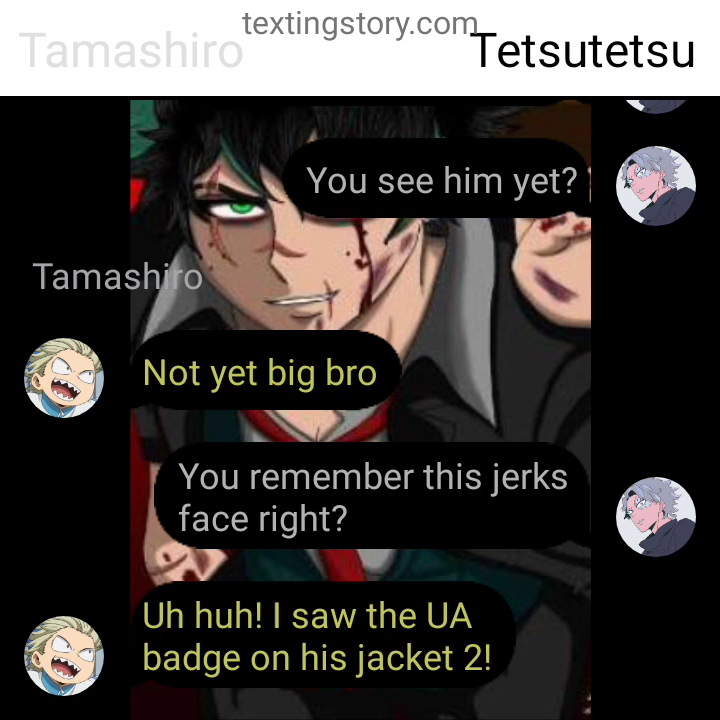 textingstory.com
Tamashiro
Tetsutetsu
You see him yet?
Tamashiro
Not yet big bro
You remember this jerks
face right?
Uh huh! I saw the UA
badge on his jacket 2!